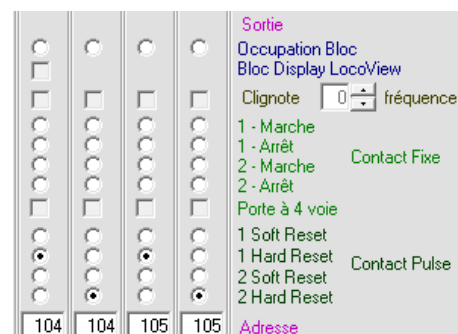 Sortie
Occupation Bloc
Bloc Display LocoView
Clignote 0 fréquence
1 - Marche
1 - Arrêt
2 - Marche
2 - Arrêt
Contact Fixe
Porte à 4 voie
1 Soft Reset
1 Hard Reset
2 Soft Reset
2 Hard Reset
Contact Pulse
104 104 105 105 Adresse